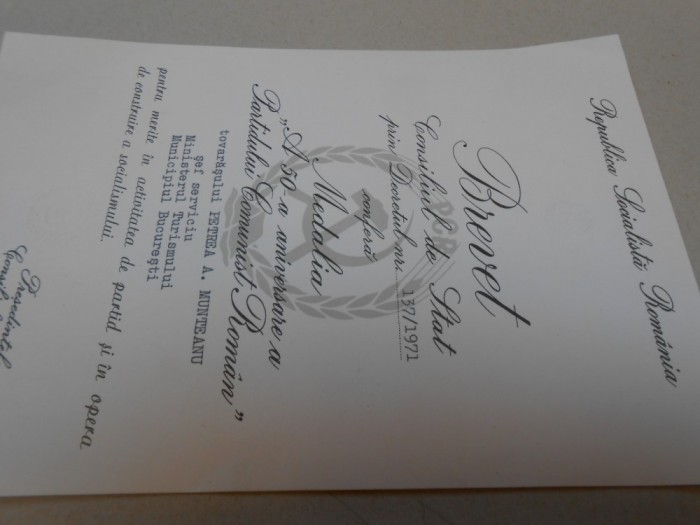 Republica Socialistă România
Brevet
Consiliul de Stat
prin Decretul nr. 137/1971
conferă
Medalia
„A 50-a aniversare a
Partidului Comunist Român”
tovarăşului PETREA A. MUNTEANU
şef serviciu
Ministerul Turismului
Municipiul Bucureşti
pentru merite în activitatea de partid şi în opera
de construire a socialismului.